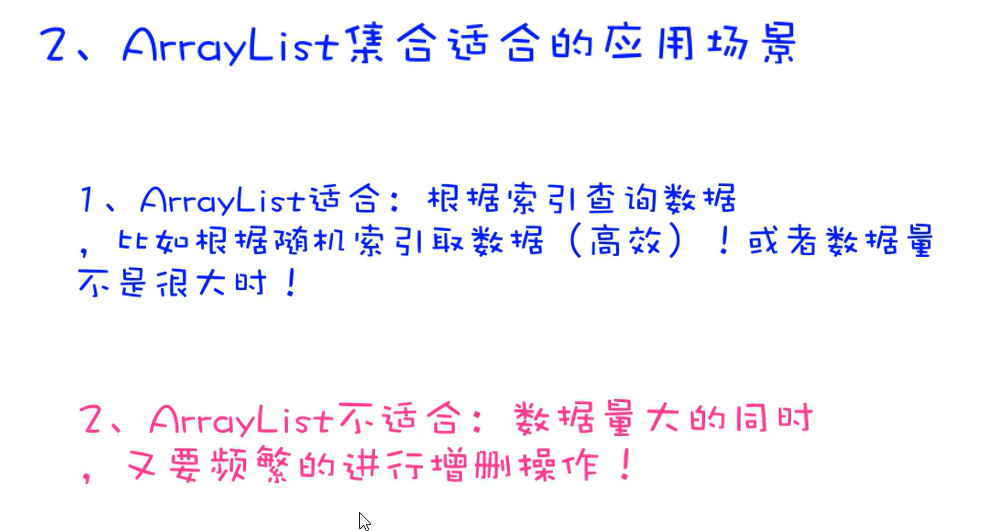 2、ArrayList集合适合的应用场景
1、ArrayList适合：根据索引查询数据
，比如根据随机索引取数据（高效）！或者数据量
不是很大时！
2、ArrayList不适合：数据量大的同时
，又要频繁的进行增删操作！